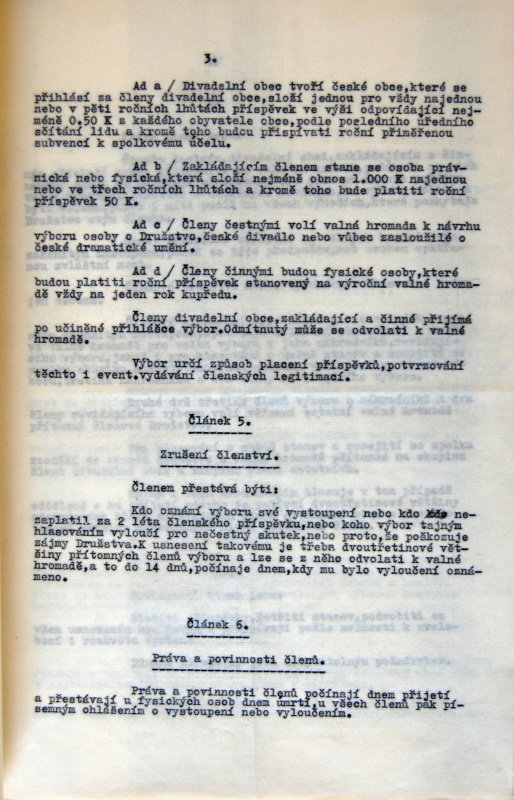 3.
Ad a / Divadelní obec tvoří české obce,které se
přihlásí za členy divadelní obce,složí jednou pro vždy najednou
nebo v pěti ročních lhůtách příspěvek ve výši odpovídající nej-
méně 0.50 K z každého obyvatele obce,podle posledního úředního
sčítání lidu a kromě toho budou přispívati roční přiměřenou
subvencí k spolkovému účelu.
Ad b / Zakládajícím členem stane se osoba práv-
nická nebo fysická,která složí nejméně obnos 1.000 K najednou
nebo ve třech ročních lhůtách a kromě toho bude platiti roční
příspěvek 50 K.
Ad c / Členy čestnými volí valná hromada k návrhu
výboru osoby o Družstvo,české divadlo nebo vůbec zasloužilé o
české dramatické umění.
Ad d / Členy činnými budou fysické osoby,které
budou platiti roční příspěvek stanovený na výroční valné hroma-
dě vždy na jeden rok kupředu.
Členy divadelní obce,zakládající a činné přijímá
po učiněné přihlášce výbor.Odmítnutý může se odvolati k valné
hromadě.
Výbor určí způsob placení příspěvků,potvrzování
těchto i event.vydávání členských legitimací.
Článek 5.
Zrušení členství.
Členem přestává býti:
Kdo oznámí výboru své vystoupení nebo kdo ne-
zaplatil za 2 léta členského příspěvku,nebo koho výbor tajným
hlasováním vyloučí pro nečestný skutek,nebo proto,že poškozuje
zájmy Družstva.K usnesení takovému je třeba dvoutřetinové vět-
šiny přítomných členů výboru a lze se z něho odvolati k valné
hromadě,a to do 14 dnů,počínaje dnem,kdy mu bylo vyloučení ozná-
meno.
Článek 6.
Práva a povinnosti členů.
Práva a povinnosti členů počínají dnem přijetí
a přestávají u fysických osob dnem úmrtí,u všech členů pak pí-
semným ohlášením o vystoupení nebo vyloučením.